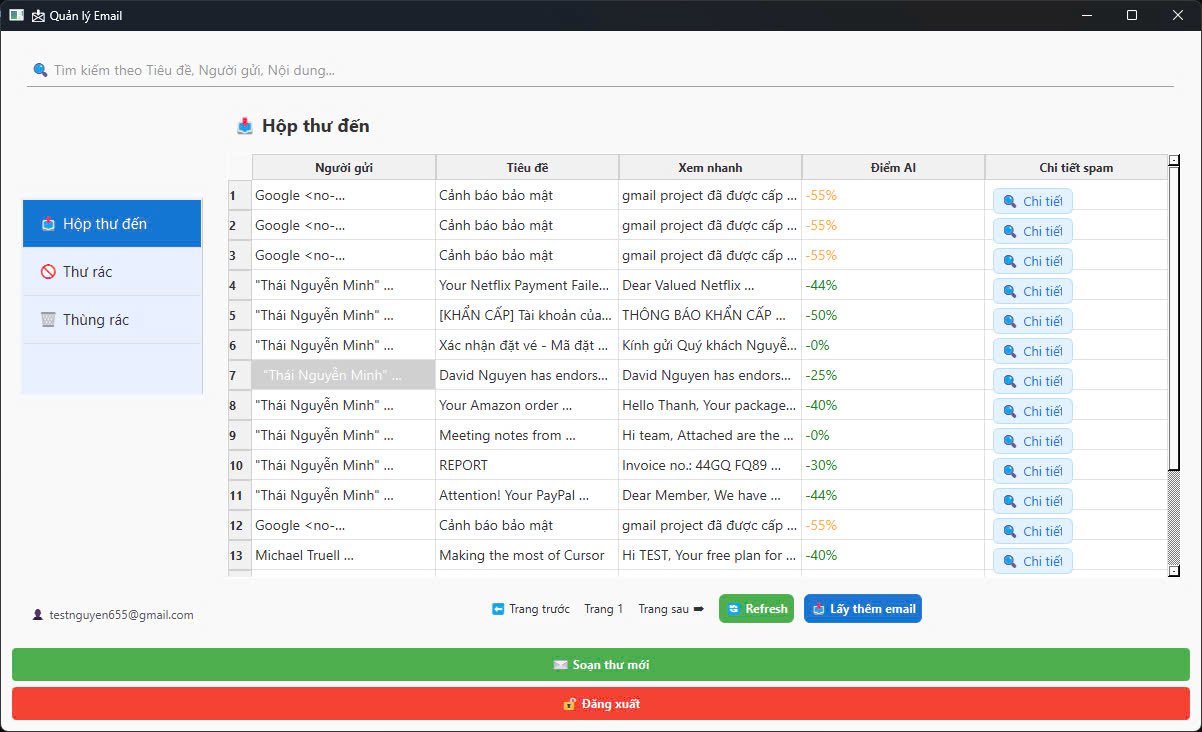 Quản lý Email
Tìm kiếm theo Tiêu đề, Người gửi, Nội dung...
Hộp thư đến
Hộp thư đến
Thư rác
Thùng rác
Người gửi Tiêu đề Xem nhanh Điểm AI Chi tiết spam
1 Google <no-... Cảnh báo bảo mật gmail project đã được cấp ... -55% Chi tiết
2 Google <no-... Cảnh báo bảo mật gmail project đã được cấp ... -55% Chi tiết
3 Google <no-... Cảnh báo bảo mật gmail project đã được cấp ... -55% Chi tiết
4 "Thái Nguyễn Minh" ... Your Netflix Payment Faile... Dear Valued Netflix ... -44% Chi tiết
5 "Thái Nguyễn Minh" ... [KHẨN CẤP] Tài khoản của... THÔNG BÁO KHẨN CẤP ... -50% Chi tiết
6 "Thái Nguyễn Minh" ... Xác nhận đặt vé - Mã đặt ... Kính gửi Quý khách Nguyễ... -0% Chi tiết
7 "Thái Nguyễn Minh" ... David Nguyen has endors... David Nguyen has endors... -25% Chi tiết
8 "Thái Nguyễn Minh" ... Your Amazon order ... Hello Thanh, Your package... -40% Chi tiết
9 "Thái Nguyễn Minh" ... Meeting notes from ... Hi team, Attached are the ... -0% Chi tiết
10 "Thái Nguyễn Minh" ... REPORT Invoice no.: 44GQ FQ89 ... -30% Chi tiết
11 "Thái Nguyễn Minh" ... Attention! Your PayPal ... Dear Member, We have ... -44% Chi tiết
12 Google <no-... Cảnh báo bảo mật gmail project đã được cấp ... -55% Chi tiết
13 Michael Truell ... Making the most of Cursor Hi TEST, Your free plan for ... -40% Chi tiết
testnguyen655@gmail.com
Trang trước Trang 1 Trang sau Refresh Lấy thêm email
Soạn thư mới
Đăng xuất